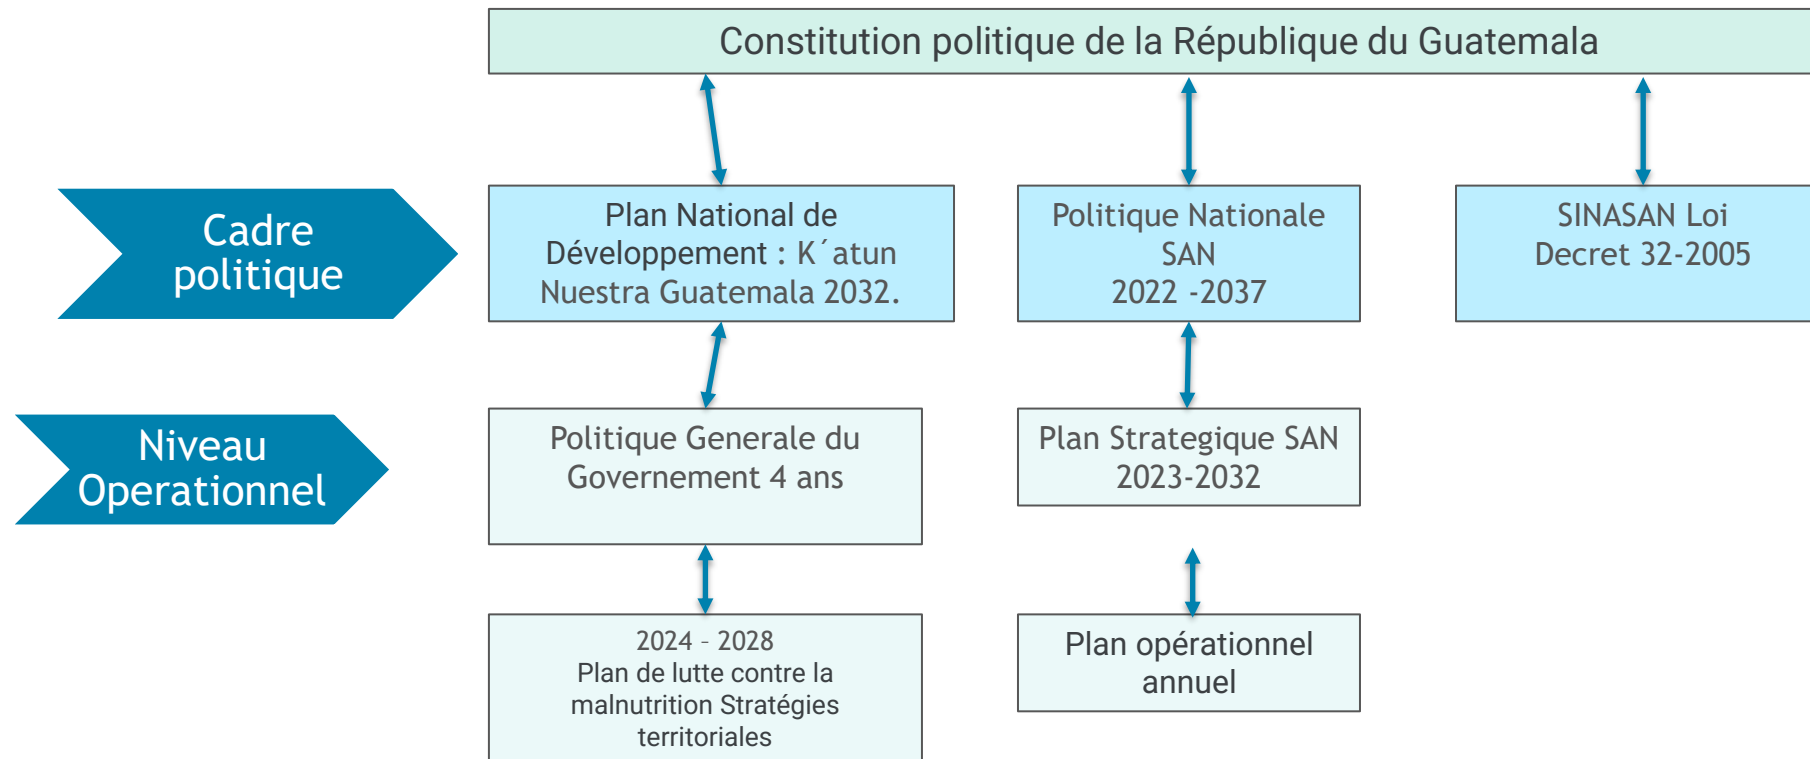 Constitution politique de la République du Guatemala
Cadre
politique
Plan National de
Développement : K´atun
Nuestra Guatemala 2032.
Politique Nationale
SAN
2022 -2037
SINASAN Loi
Decret 32-2005
Niveau
Operationnel
Politique Generale du
Governement 4 ans
Plan Strategique SAN
2023-2032
2024 – 2028
Plan de lutte contre la
malnutrition Stratégies
territoriales
Plan opérationnel
annuel